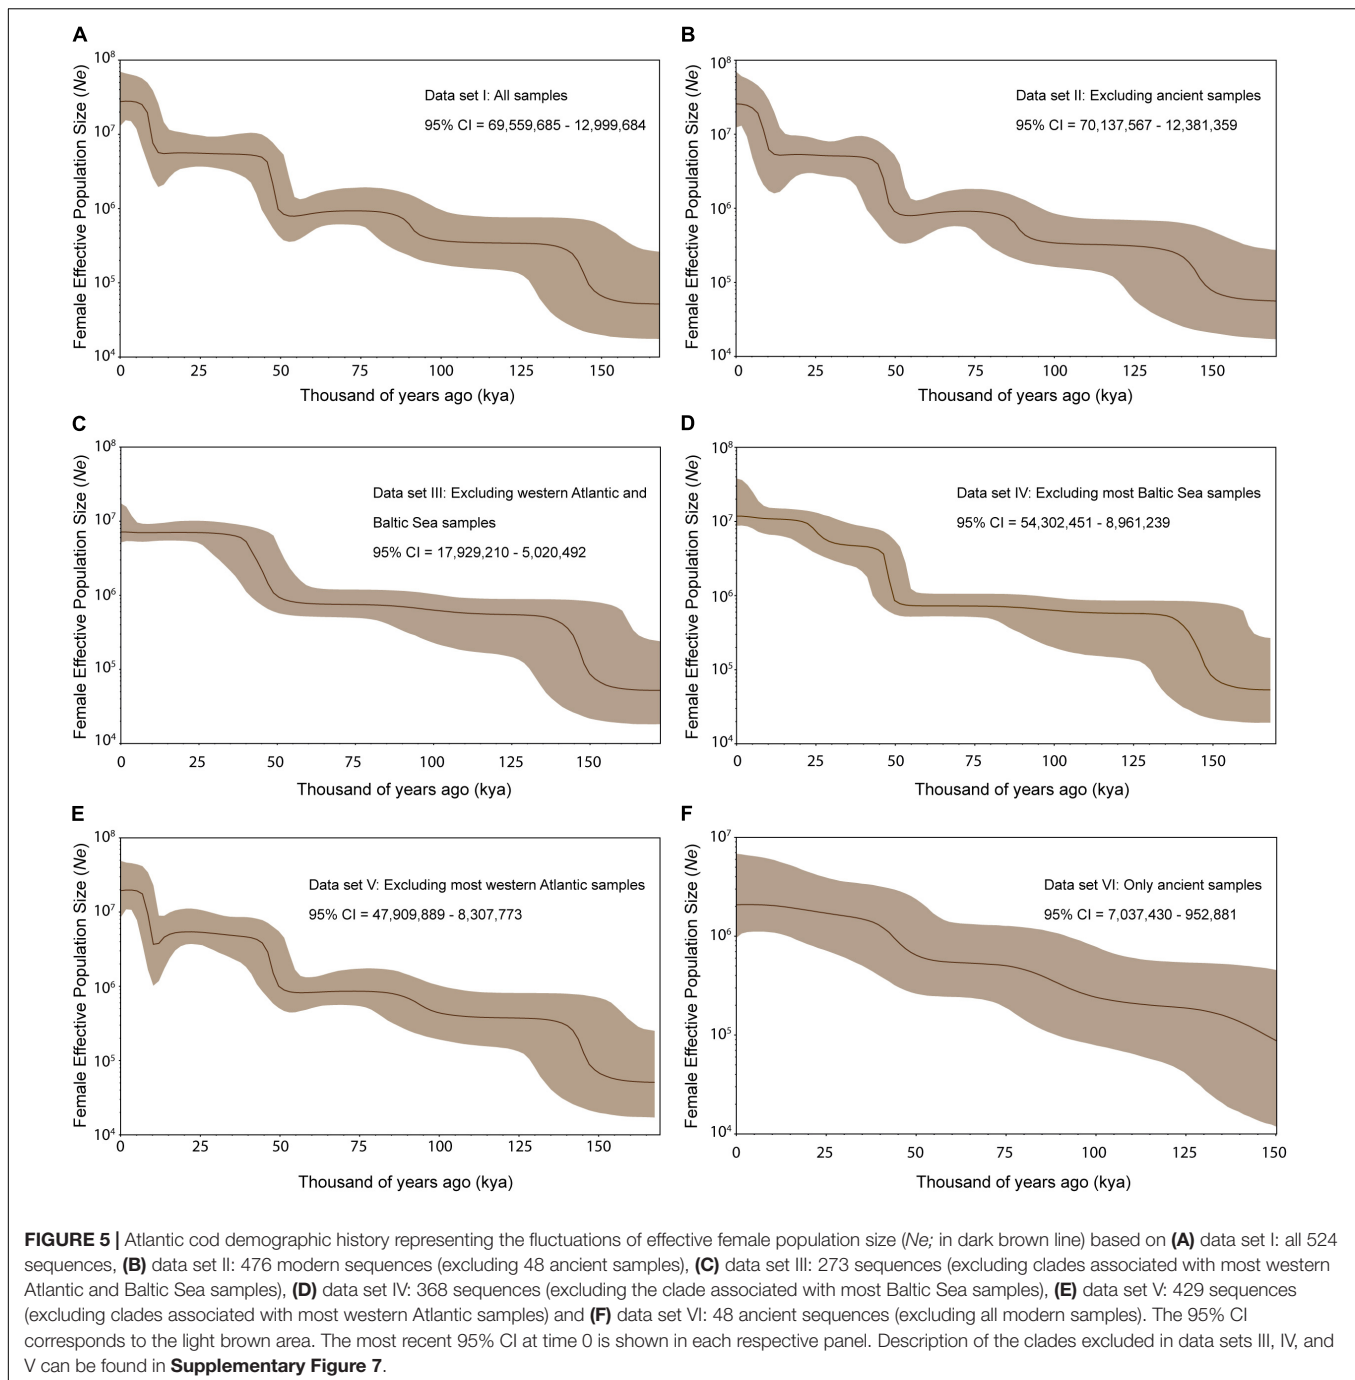 A
Female Effective Population Size (Ne)
10⁸
10⁷
10⁶
10⁵
10⁴
Data set I: All samples
95% CI = 69,559,685 - 12,999,684
0 25 50 75 100 125 150
Thousand of years ago (kya)
B
Female Effective Population Size (Ne)
10⁸
10⁷
10⁶
10⁵
10⁴
Data set II: Excluding ancient samples
95% CI = 70,137,567 - 12,381,359
0 25 50 75 100 125 150
Thousand of years ago (kya)
C
Female Effective Population Size (Ne)
10⁸
10⁷
10⁶
10⁵
10⁴
Data set III: Excluding western Atlantic and
Baltic Sea samples
95% CI = 17,929,210 - 5,020,492
0 25 50 75 100 125 150
Thousand of years ago (kya)
D
Female Effective Population Size (Ne)
10⁸
10⁷
10⁶
10⁵
10⁴
Data set IV: Excluding most Baltic Sea samples
95% CI = 54,302,451 - 8,961,239
0 25 50 75 100 125 150
Thousand of years ago (kya)
E
Female Effective Population Size (Ne)
10⁸
10⁷
10⁶
10⁵
10⁴
Data set V: Excluding most western Atlantic samples
95% CI = 47,909,889 - 8,307,773
0 25 50 75 100 125 150
Thousand of years ago (kya)
F
Female Effective Population Size (Ne)
10⁷
10⁶
10⁵
10⁴
Data set VI: Only ancient samples
95% CI = 7,037,430 - 952,881
0 25 50 75 100 125 150
Thousand of years ago (kya)
FIGURE 5 | Atlantic cod demographic history representing the fluctuations of effective female population size (Ne; in dark brown line) based on (A) data set I: all 524
sequences, (B) data set II: 476 modern sequences (excluding 48 ancient samples), (C) data set III: 273 sequences (excluding clades associated with most western
Atlantic and Baltic Sea samples), (D) data set IV: 368 sequences (excluding the clade associated with most Baltic Sea samples), (E) data set V: 429 sequences
(excluding clades associated with most western Atlantic samples) and (F) data set VI: 48 ancient sequences (excluding all modern samples). The 95% CI
corresponds to the light brown area. The most recent 95% CI at time 0 is shown in each respective panel. Description of the clades excluded in data sets III, IV, and
V can be found in Supplementary Figure 7.